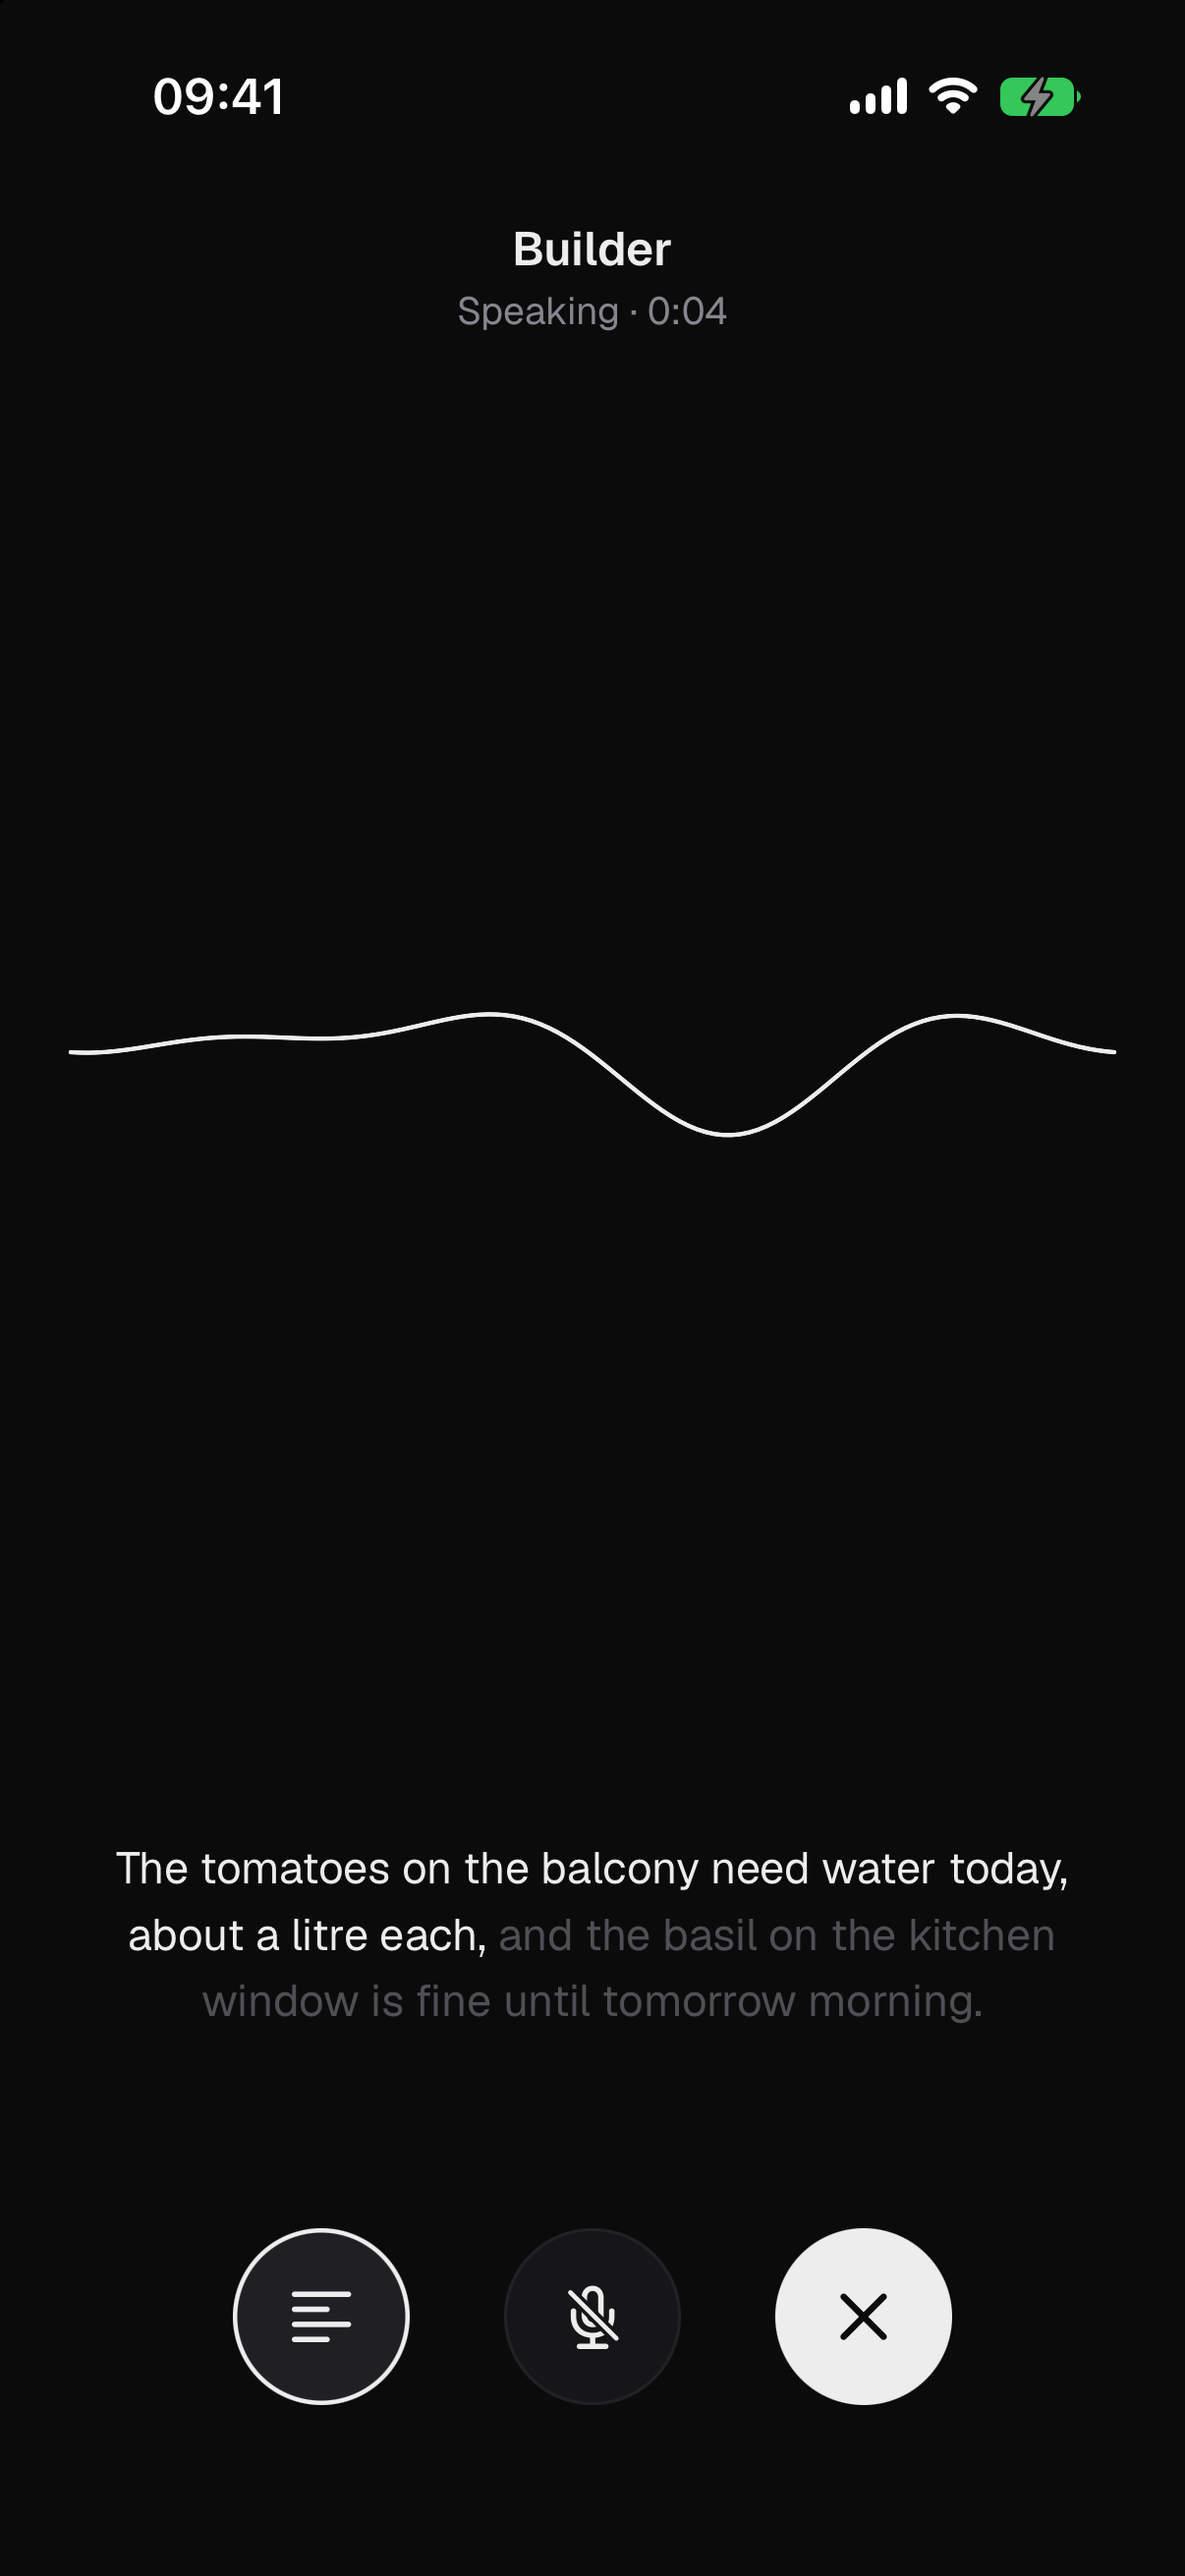 09:41
Builder
Speaking · 0:04
The tomatoes on the balcony need water today,
about a litre each, and the basil on the kitchen
window is fine until tomorrow morning.